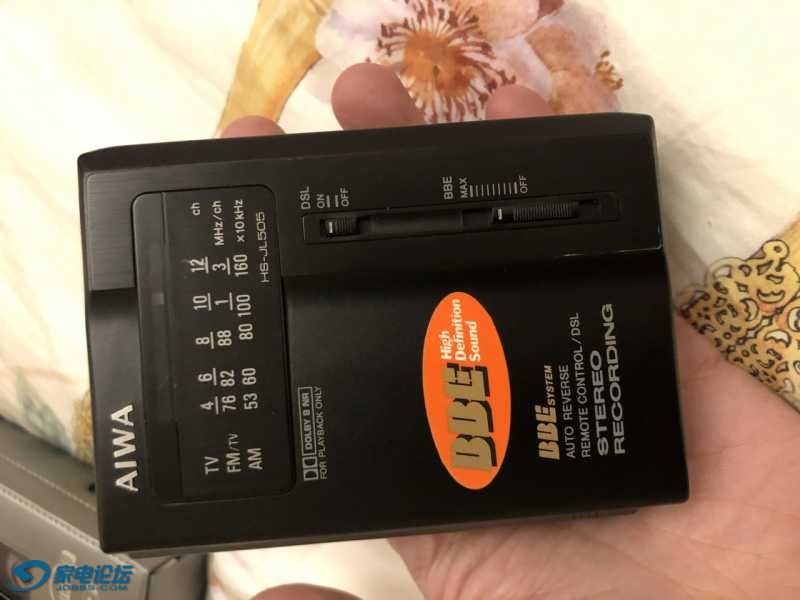 AIWA
TV 4 6 8 10 12 ch
FM/TV 76 82 88 1 3 MHz/ch
AM 53 60 80 100 160 ×10kHz
HS-JL505
DOLBY B NR
FOR PLAYBACK ONLY
DSL
ON
OFF
BBE
MAX
OFF
BBE
High
Definition
Sound
BBE SYSTEM
AUTO REVERSE
REMOTE CONTROL/DSL
STEREO
RECORDING
家电论坛
JDBBS.COM